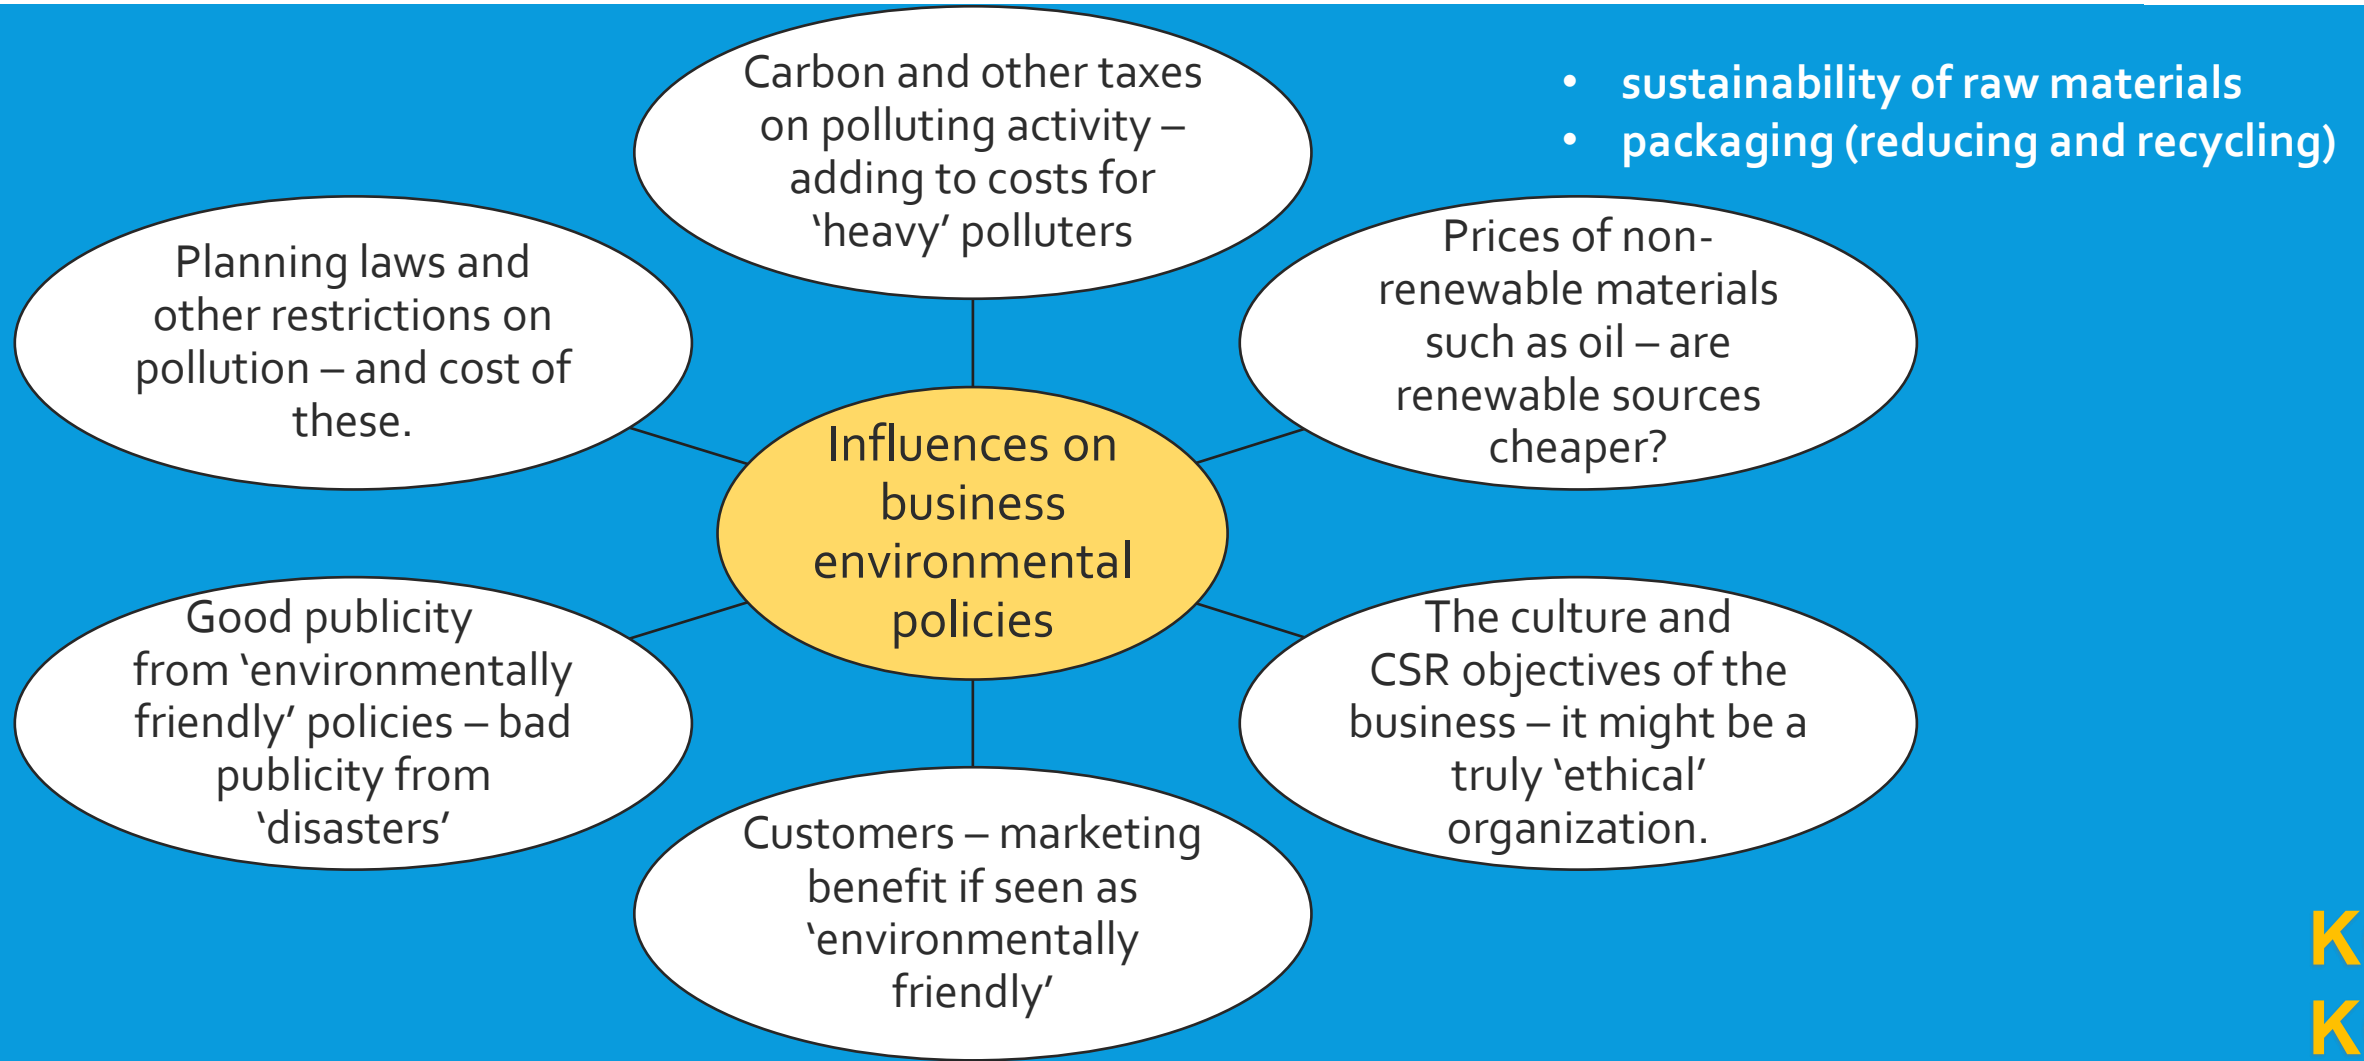 Carbon and other taxes
on polluting activity –
adding to costs for
‘heavy’ polluters
• sustainability of raw materials
• packaging (reducing and recycling)
Planning laws and
other restrictions on
pollution – and cost of
these.
Prices of non-
renewable materials
such as oil – are
renewable sources
cheaper?
Influences on
business
environmental
policies
Good publicity
from ‘environmentally
friendly’ policies – bad
publicity from
‘disasters’
The culture and
CSR objectives of the
business – it might be a
truly ‘ethical’
organization.
Customers – marketing
benefit if seen as
‘environmentally
friendly’
K
K